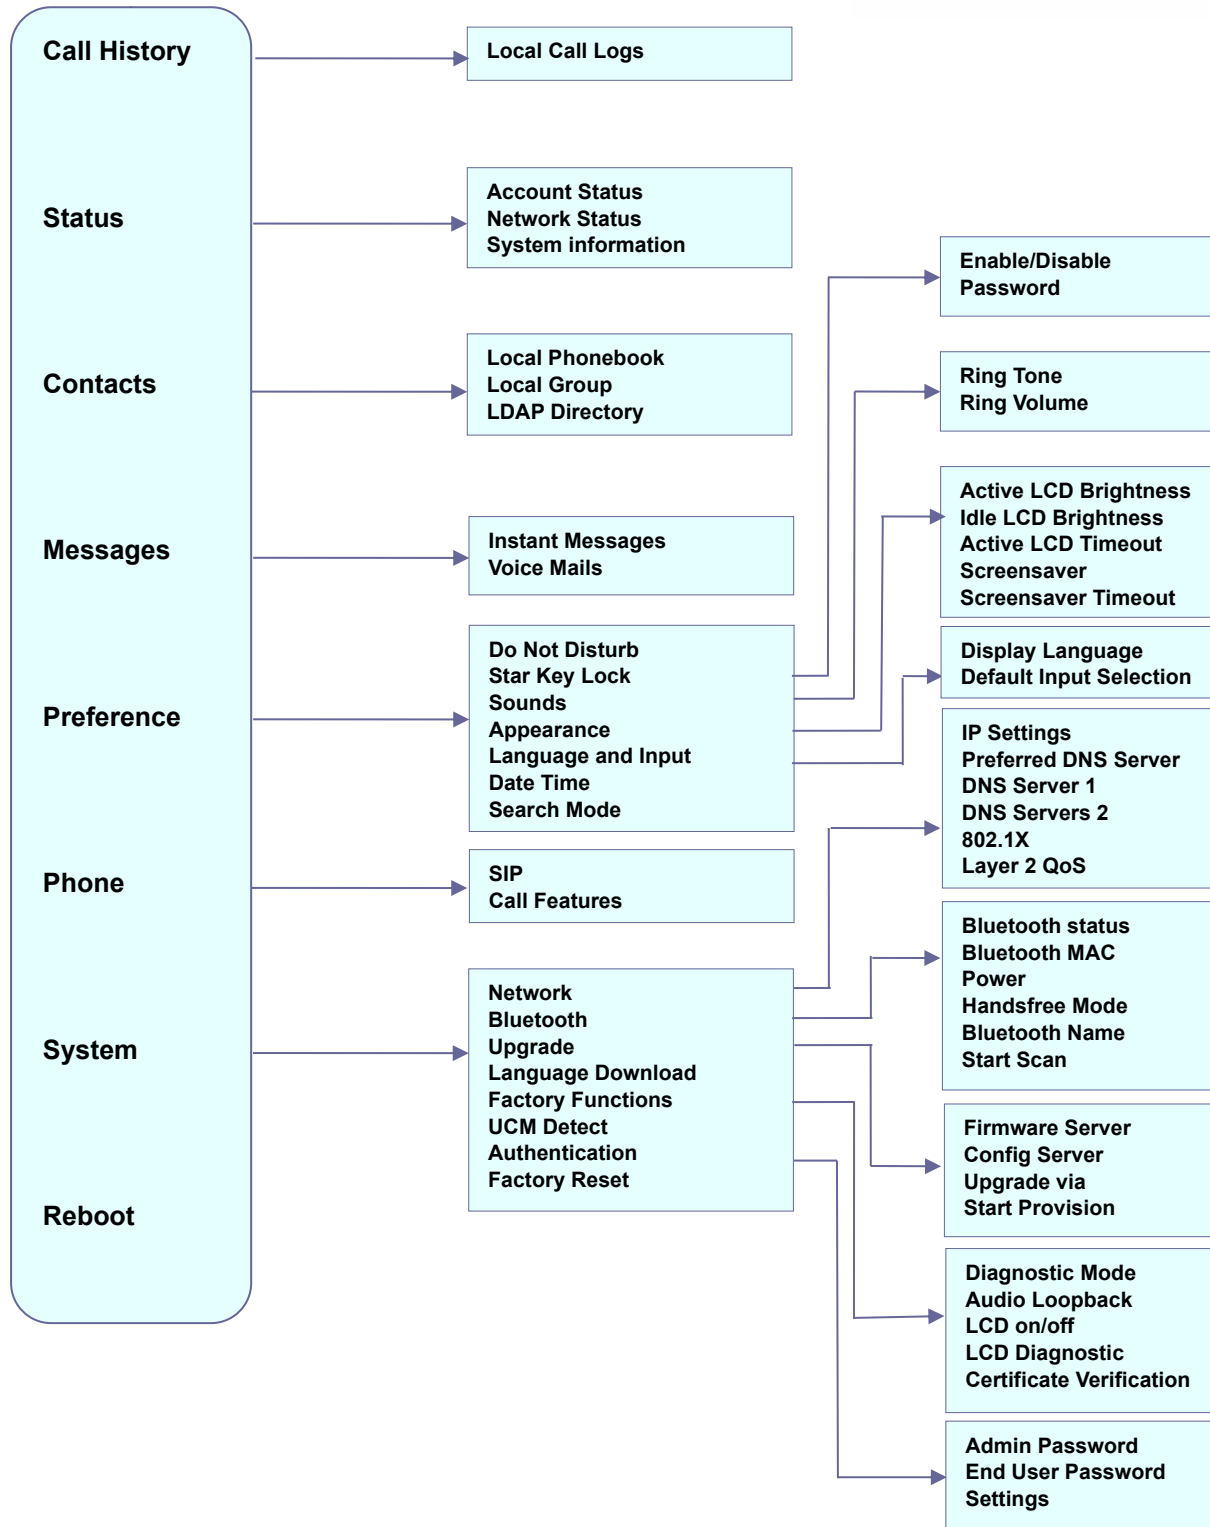 Call History
Status
Contacts
Messages
Preference
Phone
System
Reboot
Local Call Logs
Account Status
Network Status
System information
Local Phonebook
Local Group
LDAP Directory
Instant Messages
Voice Mails
Do Not Disturb
Star Key Lock
Sounds
Appearance
Language and Input
Date Time
Search Mode
SIP
Call Features
Network
Bluetooth
Upgrade
Language Download
Factory Functions
UCM Detect
Authentication
Factory Reset
Enable/Disable
Password
Ring Tone
Ring Volume
Active LCD Brightness
Idle LCD Brightness
Active LCD Timeout
Screensaver
Screensaver Timeout
Display Language
Default Input Selection
IP Settings
Preferred DNS Server
DNS Server 1
DNS Servers 2
802.1X
Layer 2 QoS
Bluetooth status
Bluetooth MAC
Power
Handsfree Mode
Bluetooth Name
Start Scan
Firmware Server
Config Server
Upgrade via
Start Provision
Diagnostic Mode
Audio Loopback
LCD on/off
LCD Diagnostic
Certificate Verification
Admin Password
End User Password
Settings